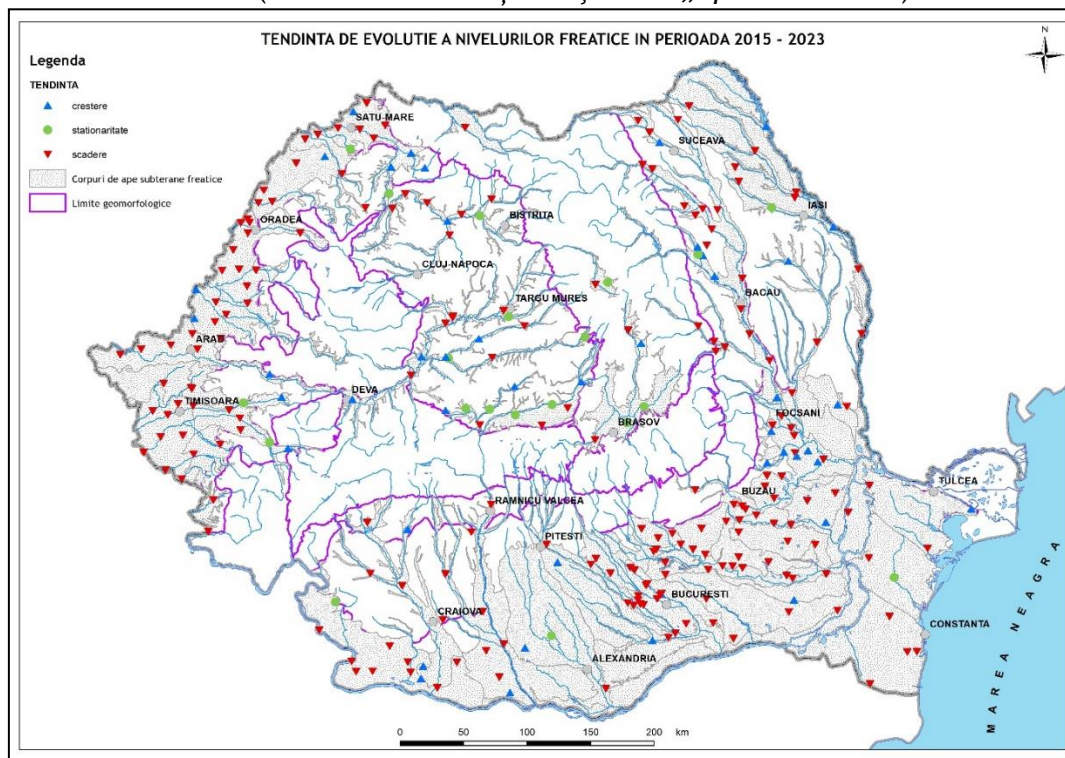 TENDINTA DE EVOLUTIE A NIVELURILOR FREATICE IN PERIOADA 2015 - 2023
N
Legenda
TENDINTA
crestere
stationaritate
scadere
Corpuri de ape subterane freatice
Limite geomorfologice
SATU-MARE
SUCEAVA
IASI
ORADEA
BISTRITA
CLUJ-NAPOCA
TARGU MURES
BACAU
ARAD
DEVA
TIMISOARA
BRASOV
FOCSANI
TULCEA
BUZAU
RAMNICU VALCEA
PITESTI
BUCURESTI
CRAIOVA
CONSTANTA
ALEXANDRIA
MAREA NEAGRA
0 50 100 150 200 km